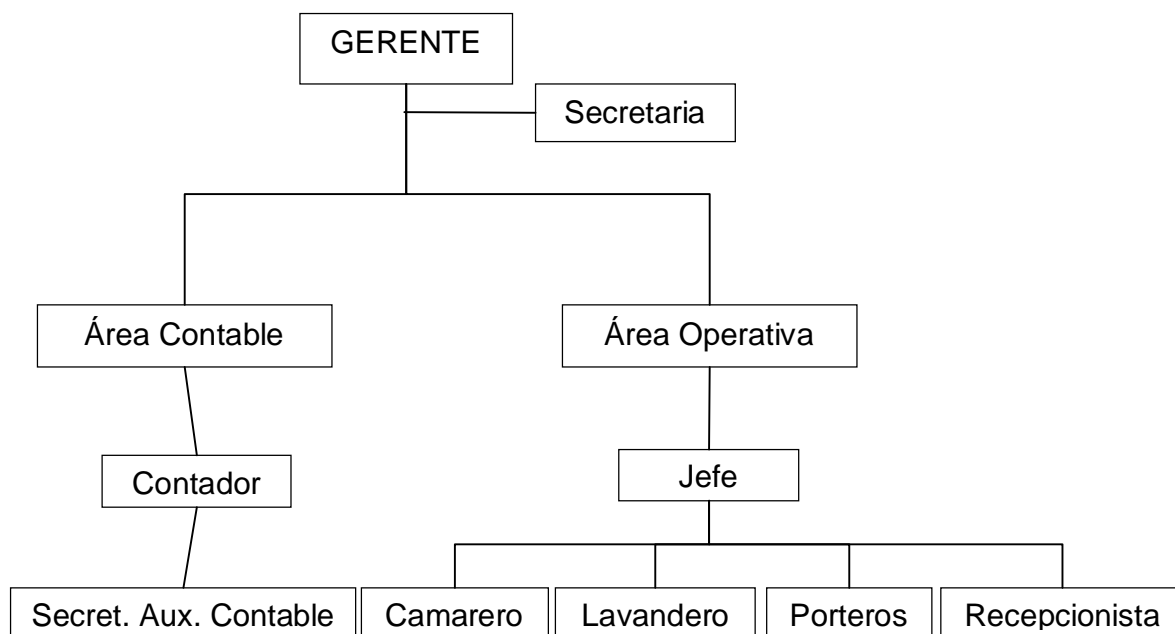 GERENTE
Secretaria
Área Contable
Área Operativa
Contador
Jefe
Secret. Aux. Contable
Camarero
Lavandero
Porteros
Recepcionista